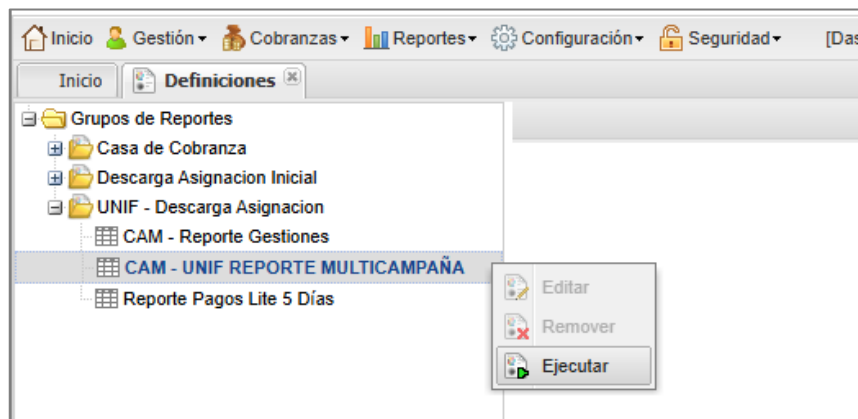 Inicio Gestión Cobranzas Reportes Configuración Seguridad [Das
Inicio Definiciones
Grupos de Reportes
Casa de Cobranza
Descarga Asignacion Inicial
UNIF - Descarga Asignacion
CAM - Reporte Gestiones
CAM - UNIF REPORTE MULTICAMPAÑA
Reporte Pagos Lite 5 Días
Editar
Remover
Ejecutar